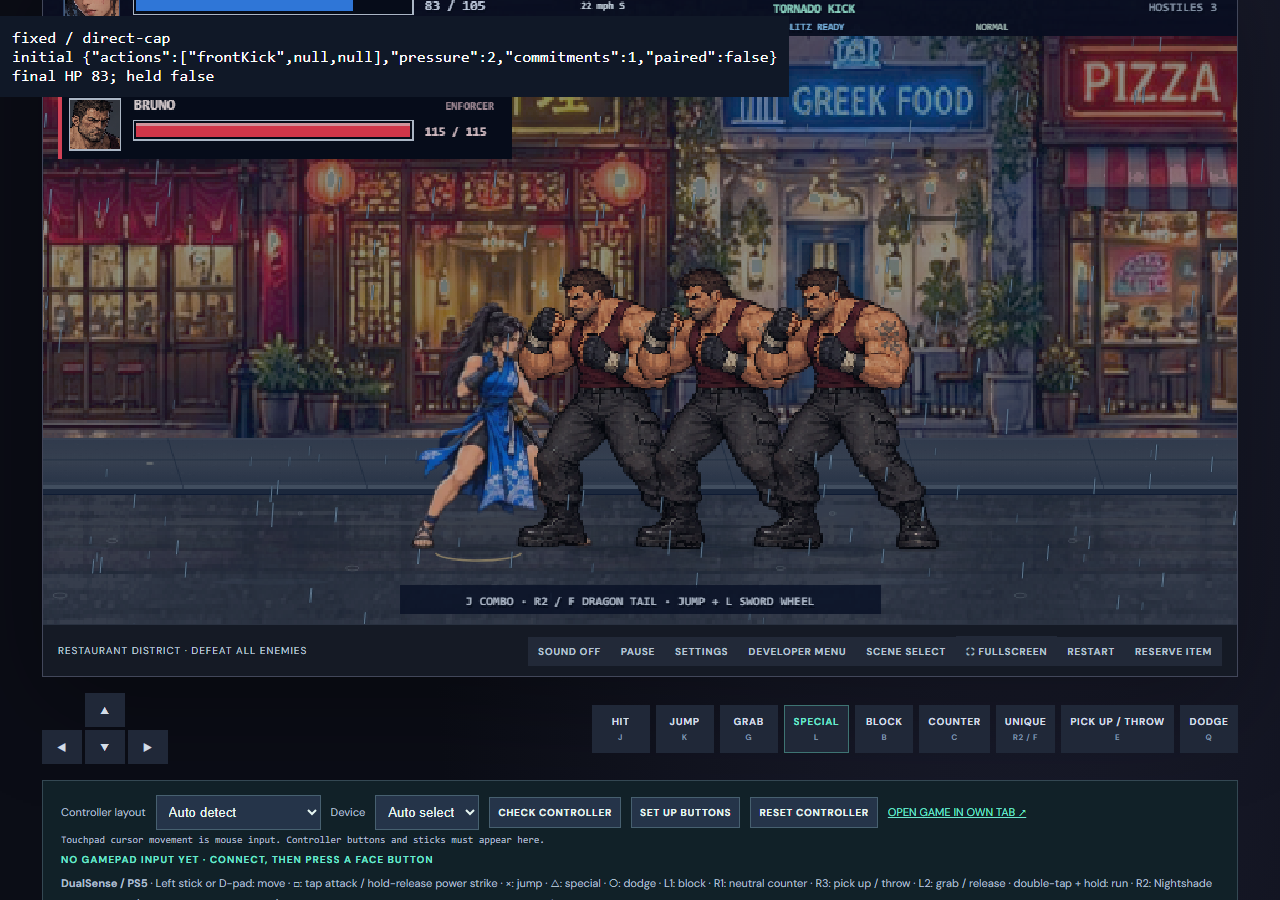 83 / 105
22 mph S
TORNADO KICK
HOSTILES 3
LITZ READY
NORMAL
fixed / direct-cap
initial {"actions":["frontKick",null,null],"pressure":2,"commitments":1,"paired":false}
final HP 83; held false
BRUNO
ENFORCER
115 / 115
GREEK FOOD
PIZZA
J COMBO · R2 / F DRAGON TAIL · JUMP + L SWORD WHEEL
RESTAURANT DISTRICT · DEFEAT ALL ENEMIES
SOUND OFF PAUSE SETTINGS DEVELOPER MENU SCENE SELECT ⛶ FULLSCREEN RESTART RESERVE ITEM
▲
◀ ▼ ▶
HIT JUMP GRAB SPECIAL BLOCK COUNTER UNIQUE PICK UP / THROW DODGE
J K G L B C R2 / F E Q
Controller layout Auto detect Device Auto select CHECK CONTROLLER SET UP BUTTONS RESET CONTROLLER OPEN GAME IN OWN TAB ↗
Touchpad cursor movement is mouse input. Controller buttons and sticks must appear here.
NO GAMEPAD INPUT YET · CONNECT, THEN PRESS A FACE BUTTON
DualSense / PS5 · Left stick or D-pad: move · □: tap attack / hold-release power strike · ×: jump · △: special · ○: dodge · L1: block · R1: neutral counter · R3: pick up / throw · L2: grab / release · double-tap + hold: run · R2: Nightshade